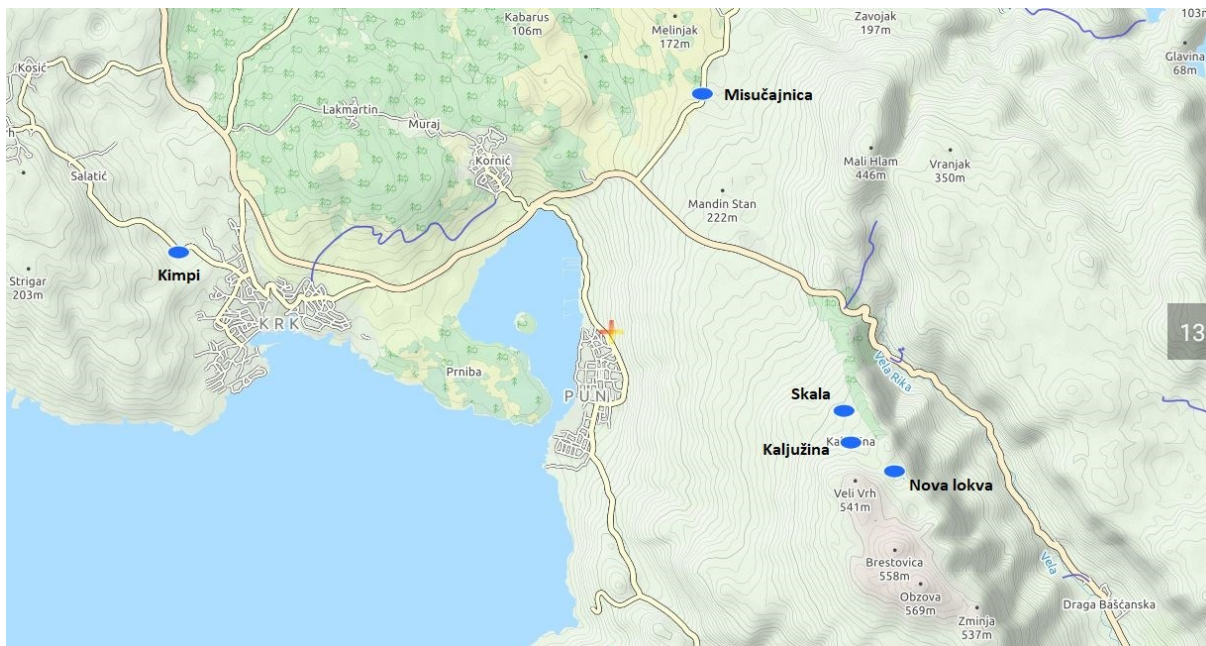 Kabarus
106m
Melinjak
172m
Zavojak
197m
103m
Glavina
68m
Kosić
Misučajnica
Lakmartin
Muraj
Kornić
Mali Hlam
446m
Vranjak
350m
Salatić
Mandin Stan
222m
Kimpi
Strigar
203m
KRK
13
Vela Rika
Prniba
PUN
Skala
Kaljužina
Nova lokva
Veli Vrh
541m
Brestovica
558m
Vela
Obzova
569m
Draga Bašćanska
Zminja
537m